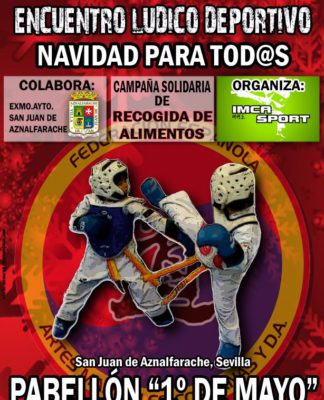 ENCUENTRO LUDICO DEPORTIVO
NAVIDAD PARA TOD@S
COLABORA:
EXMO.AYTO.
SAN JUAN DE
AZNALFARACHE
AZNALFARACHE
CAMPAÑA SOLIDARIA
DE
RECOGIDA DE
ALIMENTOS
ORGANIZA:
IMCA
SPORT
San Juan de Aznalfarache, Sevilla
PABELLÓN “1º DE MAYO”